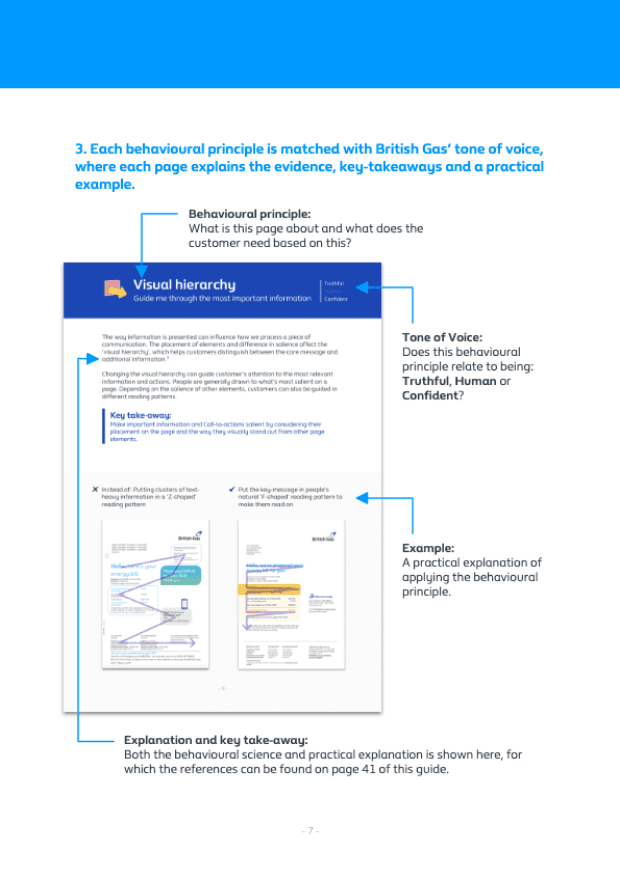 3. Each behavioural principle is matched with British Gas' tone of voice,
where each page explains the evidence, key-takeaways and a practical
example.
Behavioural principle:
What is this page about and what does the
customer need based on this?
Visual hierarchy
Guide me through the most important information
Truthful
Confident
The way information is presented can influence how we process a piece of
communication. The placement of elements and difference in salience affect the
'visual hierarchy', which helps customers distinguish between the core message and
additional information.
Changing the visual hierarchy can guide customer's attention to the most relevant
information and actions. People are generally drawn to what's most salient on a
page. Depending on the salience of other elements, customers can also be guided in
different reading patterns.
Key take-away:
Make important information and Call-to-actions salient by considering their
placement on the page and the way they visually stand out from other page
elements.
Tone of Voice:
Does this behavioural
principle relate to being:
Truthful, Human or
Confident?
Instead of: Putting clusters of text-
heavy information in a 'Z-shaped'
reading pattern
Put the key-message in people's
natural 'F-shaped' reading pattern to
make them read on
British Gas
British Gas
Example:
A practical explanation of
applying the behavioural
principle.
Explanation and key take-away:
Both the behavioural science and practical explanation is shown here, for
which the references can be found on page 41 of this guide.
- 7 -